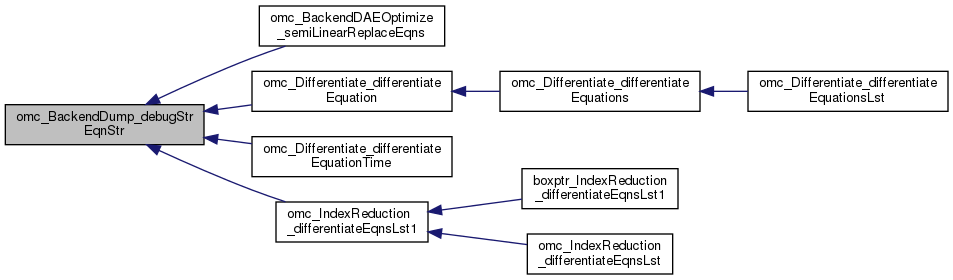 omc_BackendDAEOptimize
_semiLinearReplaceEqns
omc_Differentiate_differentiate
Equation
omc_Differentiate_differentiate
Equations
omc_Differentiate_differentiate
EquationsLst
omc_BackendDump_debugStr
EqnStr
omc_Differentiate_differentiate
EquationTime
boxptr_IndexReduction
_differentiateEqnsLst1
omc_IndexReduction
_differentiateEqnsLst1
omc_IndexReduction
_differentiateEqnsLst